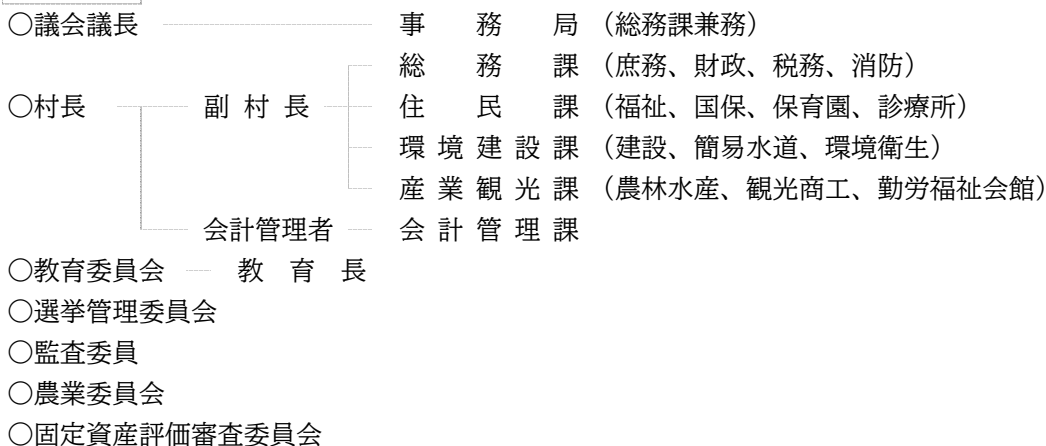 ○議会議長 事務局（総務課兼務）
総務課（庶務、財政、税務、消防）
○村長 副村長 住民課（福祉、国保、保育園、診療所）
環境建設課（建設、簡易水道、環境衛生）
産業観光課（農林水産、観光商工、勤労福祉会館）
会計管理者 会計管理課
○教育委員会 教育長
○選挙管理委員会
○監査委員
○農業委員会
○固定資産評価審査委員会